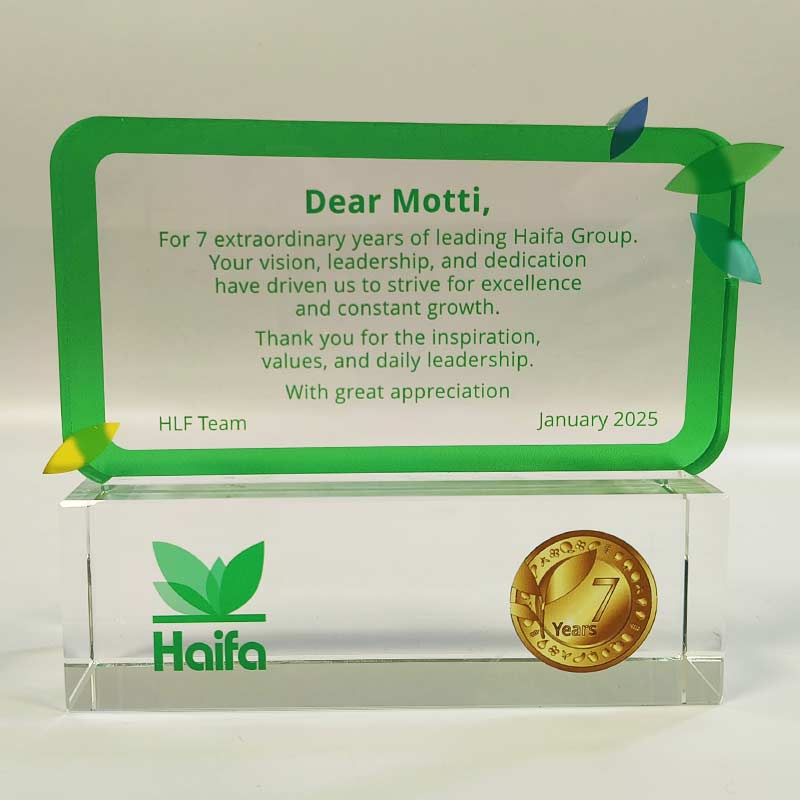 Dear Motti,
For 7 extraordinary years of leading Haifa Group.
Your vision, leadership, and dedication
have driven us to strive for excellence
and constant growth.
Thank you for the inspiration,
values, and daily leadership.
With great appreciation
HLF Team
January 2025
Haifa
7
Years